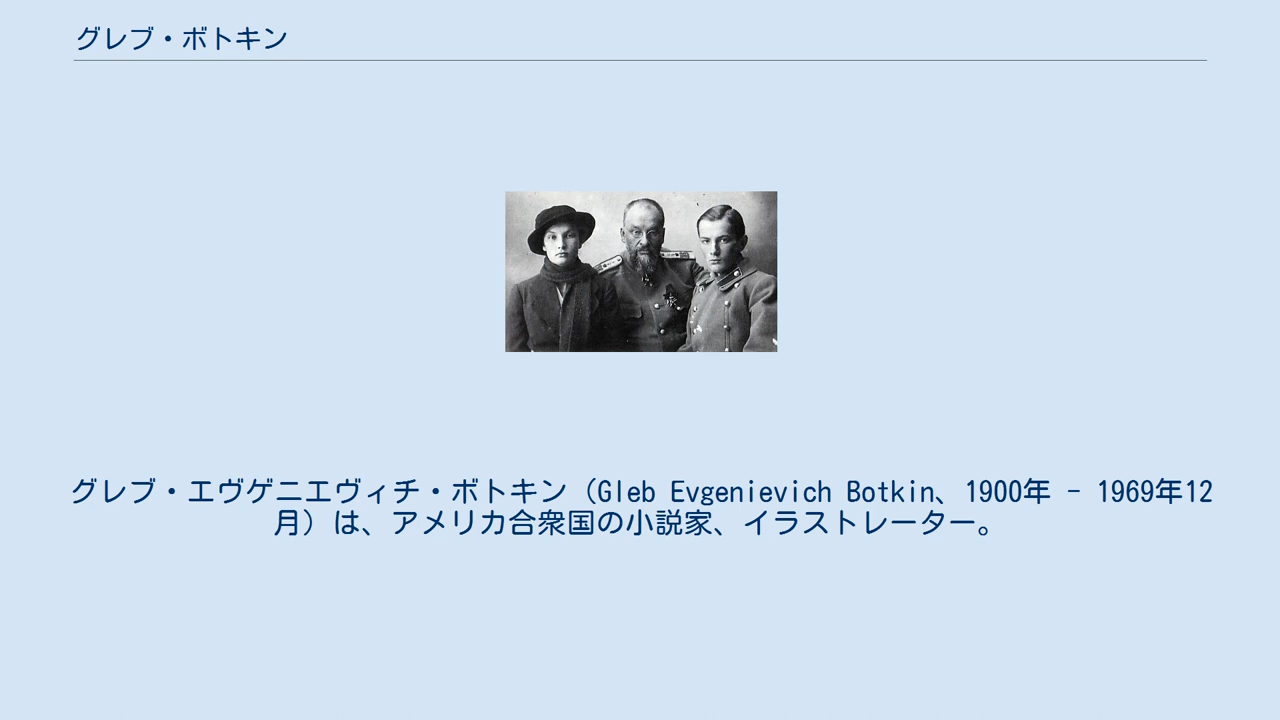 グレブ・ボトキン
グレブ・エヴゲニエヴィチ・ボトキン（Gleb Evgenievich Botkin、1900年 - 1969年12
月）は、アメリカ合衆国の小説家、イラストレーター。